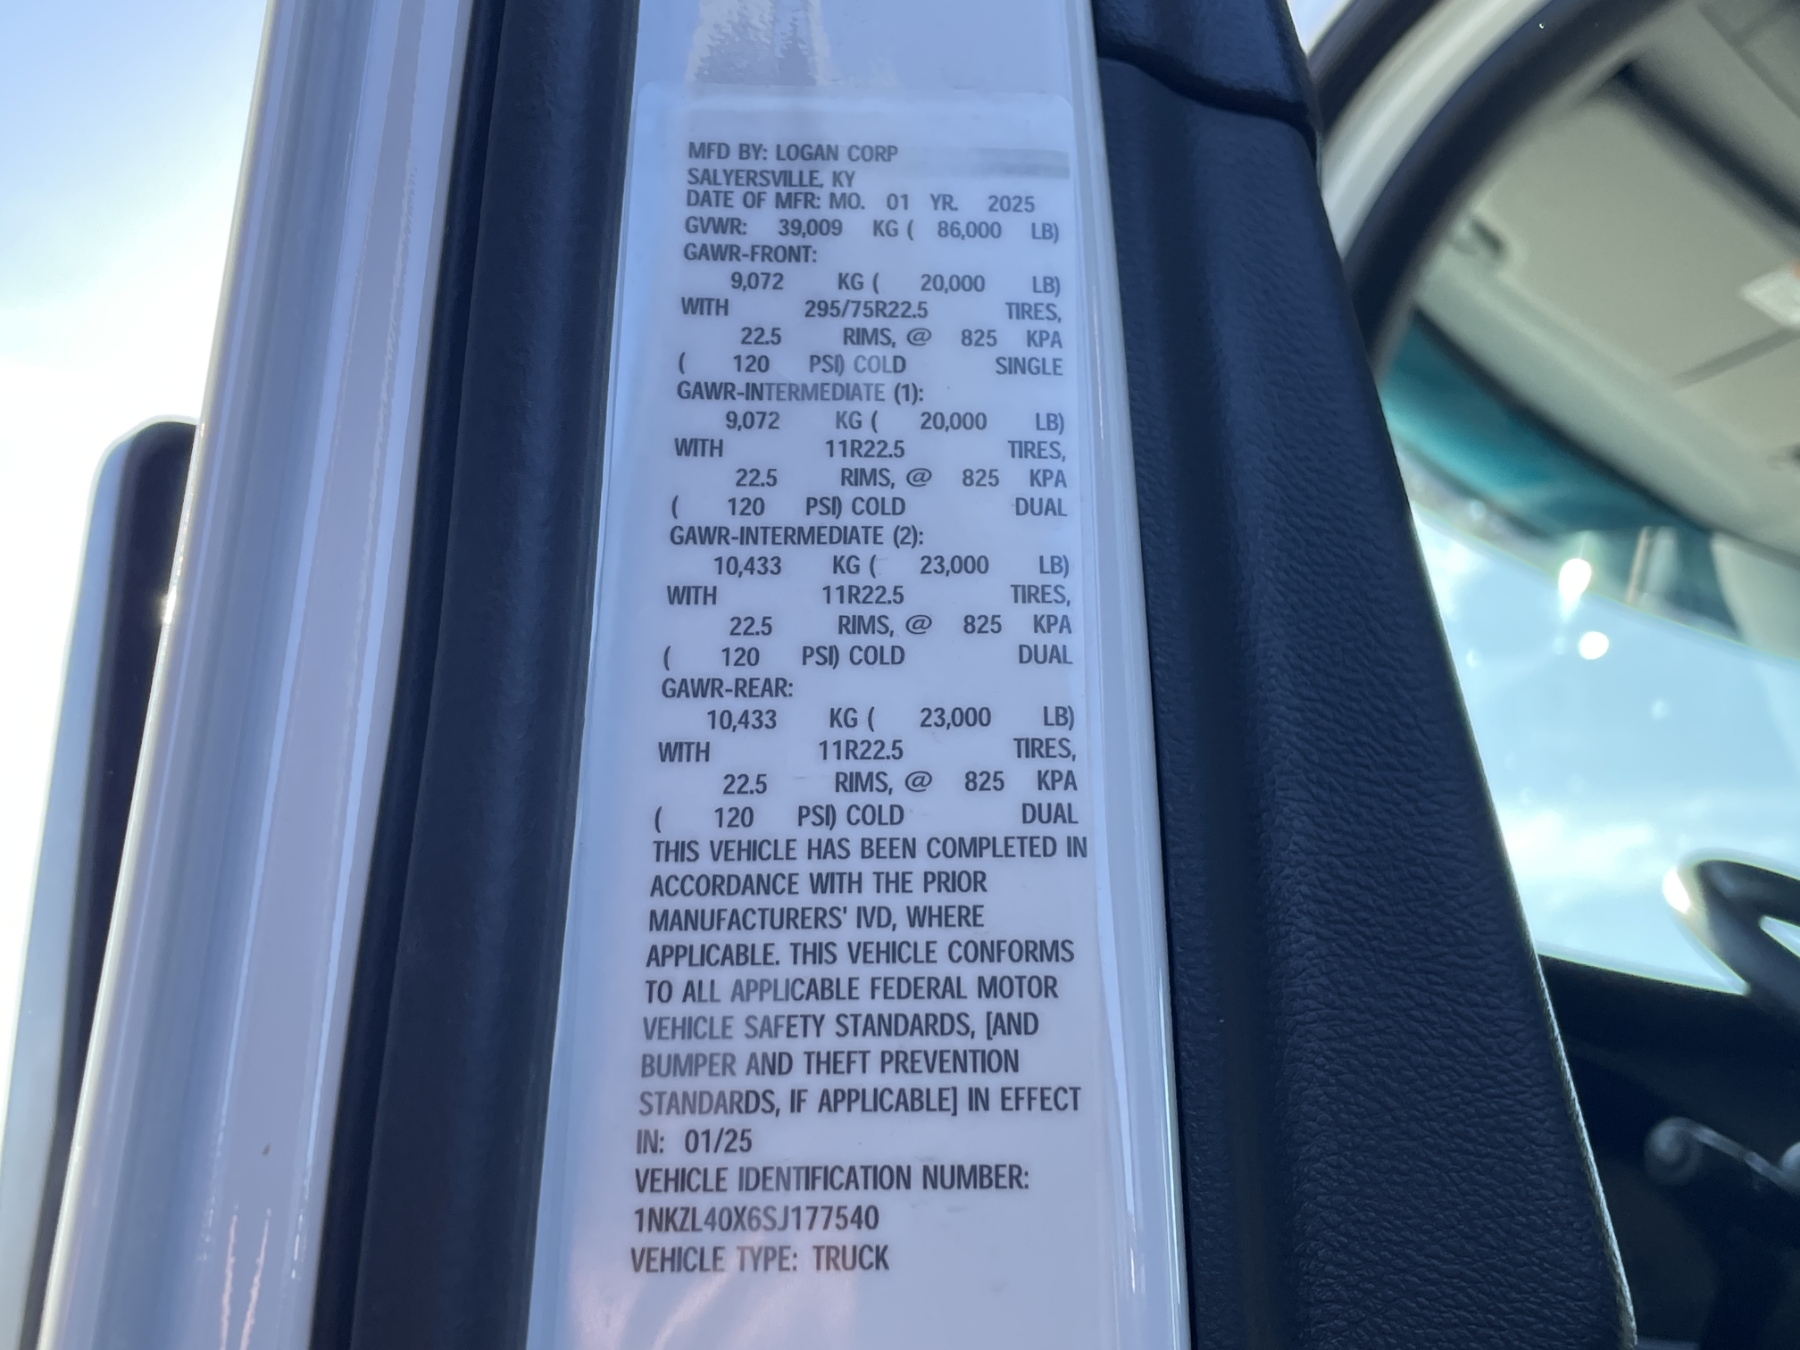 MFD BY: LOGAN CORP
SALYERSVILLE, KY
DATE OF MFR: MO. 01 YR. 2025
GVWR: 39,009 KG ( 86,000 LB)
GAWR-FRONT:
9,072 KG ( 20,000 LB)
WITH 295/75R22.5 TIRES,
22.5 RIMS, @ 825 KPA
( 120 PSI) COLD SINGLE
GAWR-INTERMEDIATE (1):
9,072 KG ( 20,000 LB)
WITH 11R22.5 TIRES,
22.5 RIMS, @ 825 KPA
( 120 PSI) COLD DUAL
GAWR-INTERMEDIATE (2):
10,433 KG ( 23,000 LB)
WITH 11R22.5 TIRES,
22.5 RIMS, @ 825 KPA
( 120 PSI) COLD DUAL
GAWR-REAR:
10,433 KG ( 23,000 LB)
WITH 11R22.5 TIRES,
22.5 RIMS, @ 825 KPA
( 120 PSI) COLD DUAL
THIS VEHICLE HAS BEEN COMPLETED IN
ACCORDANCE WITH THE PRIOR
MANUFACTURERS' IVD, WHERE
APPLICABLE. THIS VEHICLE CONFORMS
TO ALL APPLICABLE FEDERAL MOTOR
VEHICLE SAFETY STANDARDS, [AND
BUMPER AND THEFT PREVENTION
STANDARDS, IF APPLICABLE] IN EFFECT
IN: 01/25
VEHICLE IDENTIFICATION NUMBER:
1NKZL40X6SJ177540
VEHICLE TYPE: TRUCK